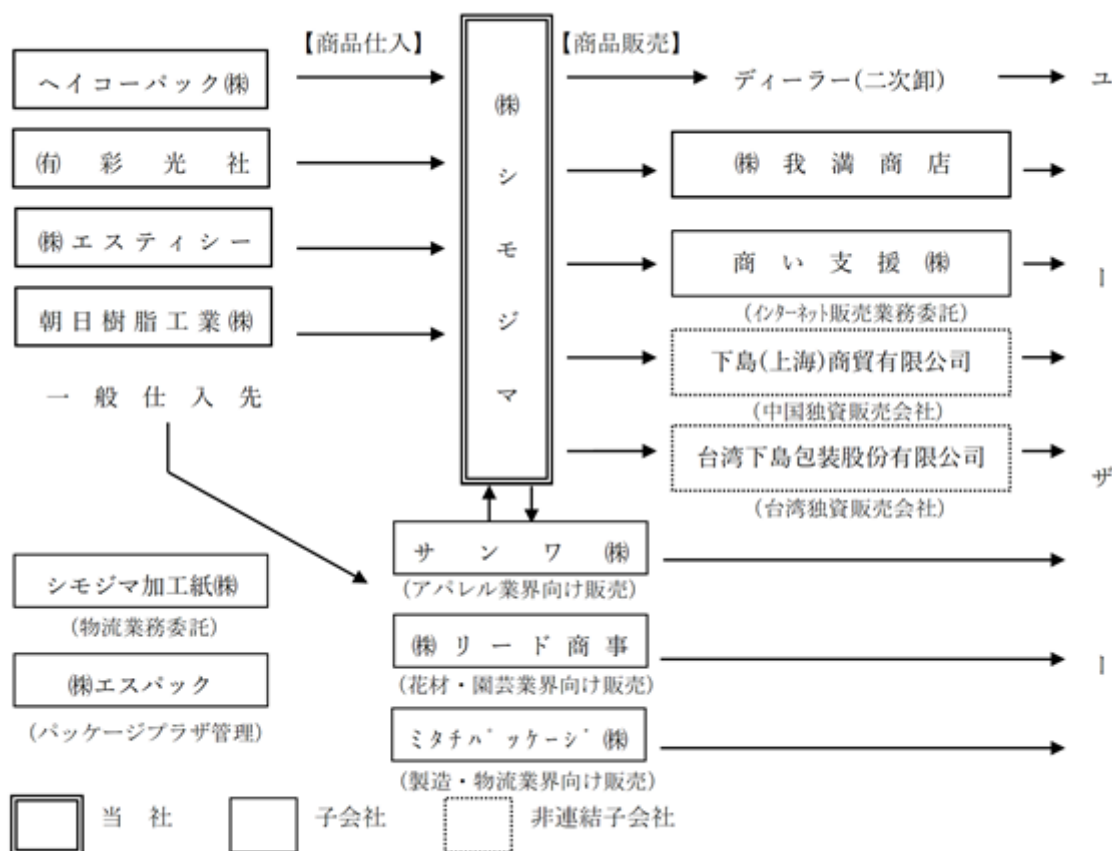 【商品仕入】
【商品販売】
ヘイコーパック㈱
㈲彩光社
㈱エスティシー
朝日樹脂工業㈱
一般仕入先
㈱シモジマ
ディーラー(二次卸)
㈱我満商店
商い支援㈱
(ｲﾝﾀｰﾈｯﾄ販売業務委託)
下島(上海)商貿有限公司
(中国独資販売会社)
台湾下島包装股份有限公司
(台湾独資販売会社)
ユーザー
サンワ㈱
(アパレル業界向け販売)
シモジマ加工紙㈱
(物流業務委託)
㈱リード商事
(花材・園芸業界向け販売)
㈱エスパック
(パッケージプラザ管理)
ﾐﾀﾁﾊﾟｯｹｰｼﾞ㈱
(製造・物流業界向け販売)
当社
子会社
非連結子会社